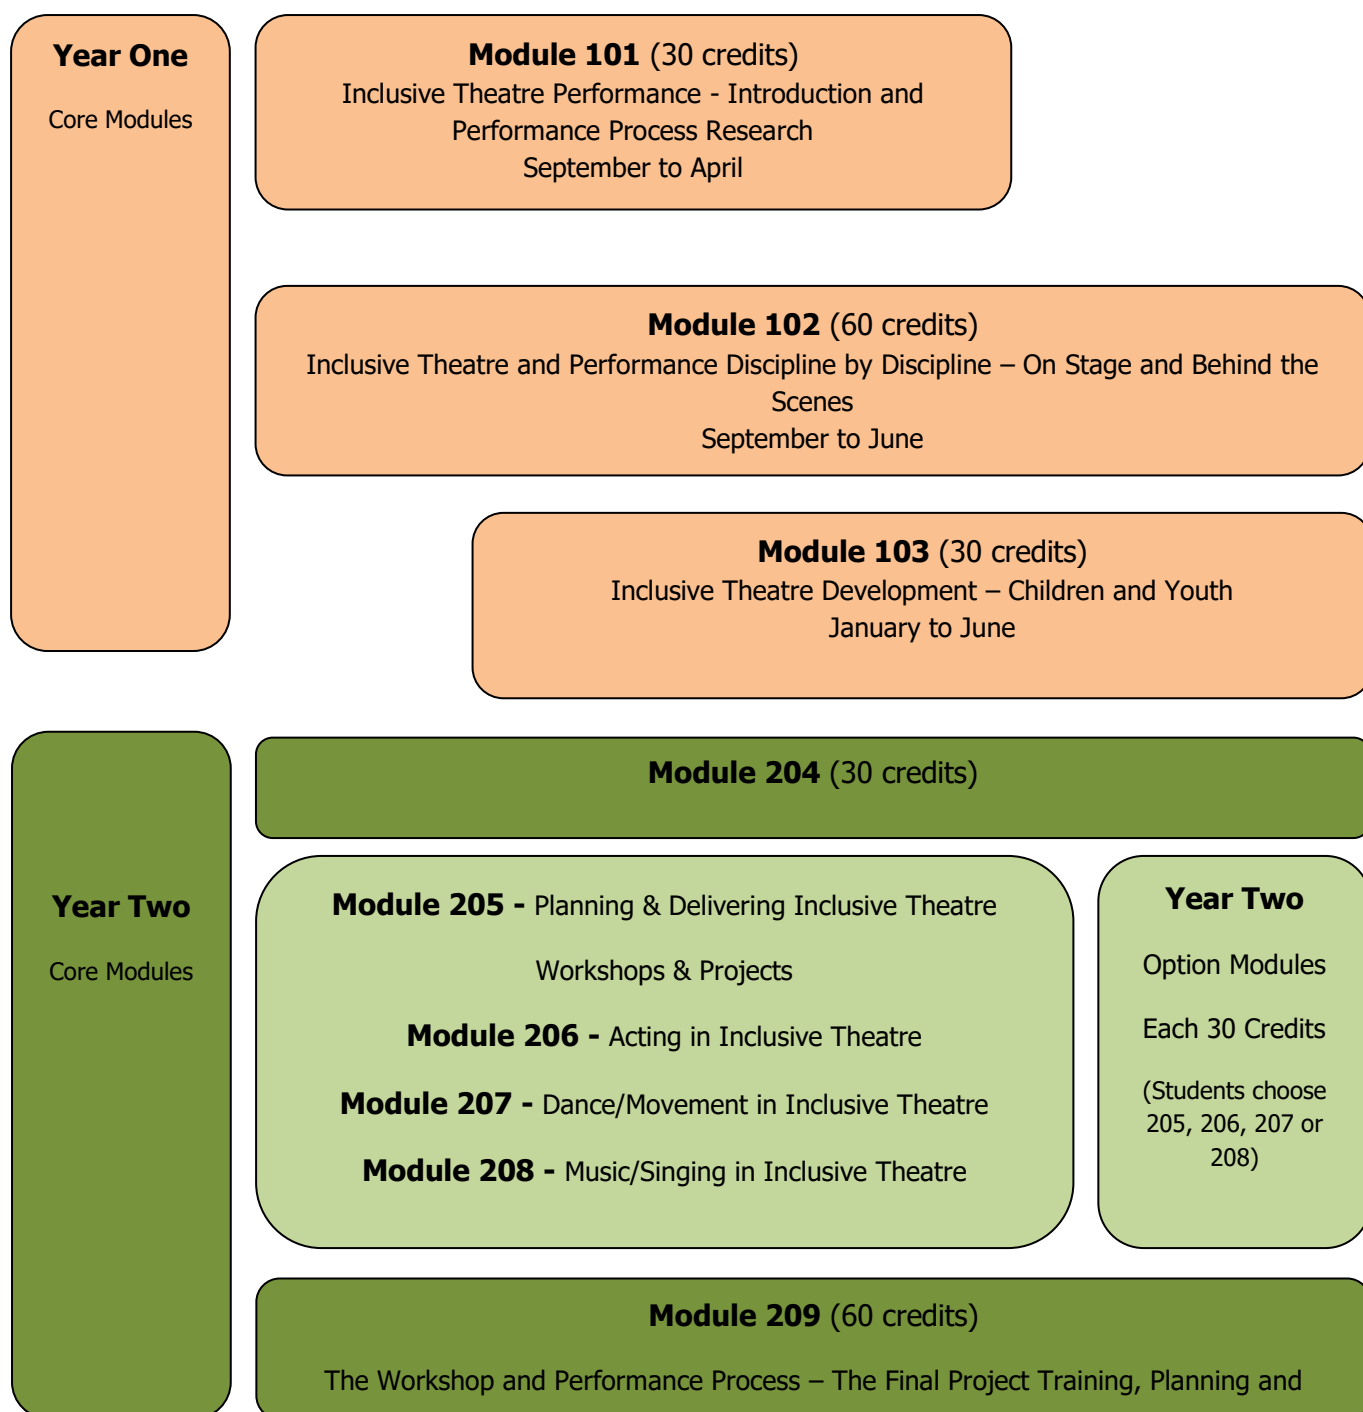 Year One
Core Modules
Module 101 (30 credits)
Inclusive Theatre Performance - Introduction and
Performance Process Research
September to April
Module 102 (60 credits)
Inclusive Theatre and Performance Discipline by Discipline – On Stage and Behind the
Scenes
September to June
Module 103 (30 credits)
Inclusive Theatre Development – Children and Youth
January to June
Year Two
Core Modules
Module 204 (30 credits)
Module 205 - Planning & Delivering Inclusive Theatre
Workshops & Projects
Module 206 - Acting in Inclusive Theatre
Module 207 - Dance/Movement in Inclusive Theatre
Module 208 - Music/Singing in Inclusive Theatre
Year Two
Option Modules
Each 30 Credits
(Students choose
205, 206, 207 or
208)
Module 209 (60 credits)
The Workshop and Performance Process – The Final Project Training, Planning and